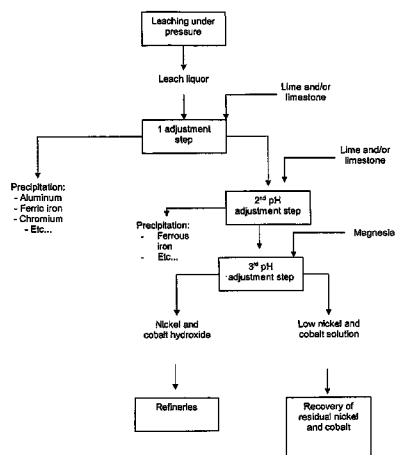 Leaching under
pressure
Leach liquor
Lime and/or
limestone
1 adjustment
step
Lime and/or
limestone
Precipitation:
- Aluminum
- Ferric iron
- Chromium
- Etc...
2nd pH
adjustment step
Precipitation:
- Ferrous
iron
- Etc...
Magnesia
3rd pH
adjustment step
Nickel and
cobalt hydroxide
Low nickel and
cobalt solution
Refineries
Recovery of
residual nickel
and cobalt